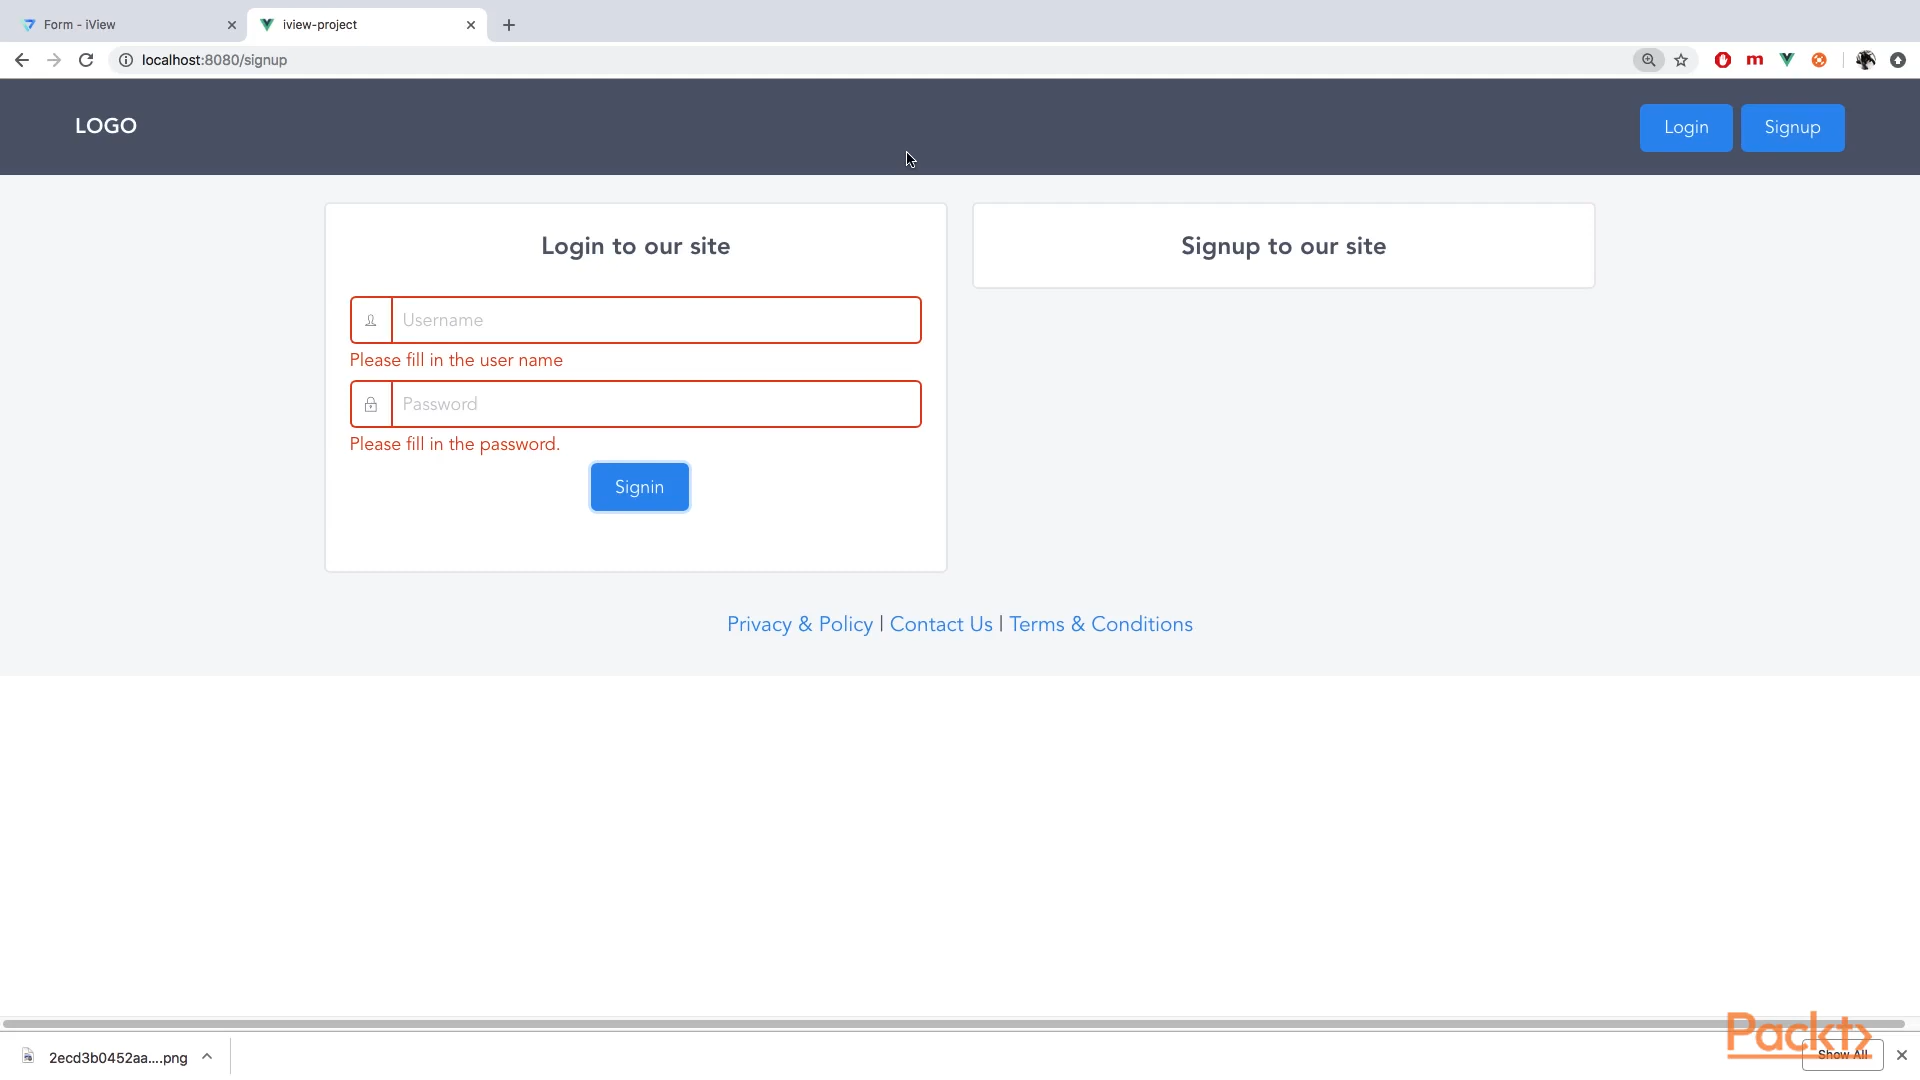 Form - iView
iview-project
localhost:8080/signup
m
LOGO
Login
Signup
Login to our site
Signup to our site
Username
Please fill in the user name
Password
Please fill in the password.
Signin
Privacy & Policy | Contact Us | Terms & Conditions
Packt>
2ecd3b0452aa....png
Show All